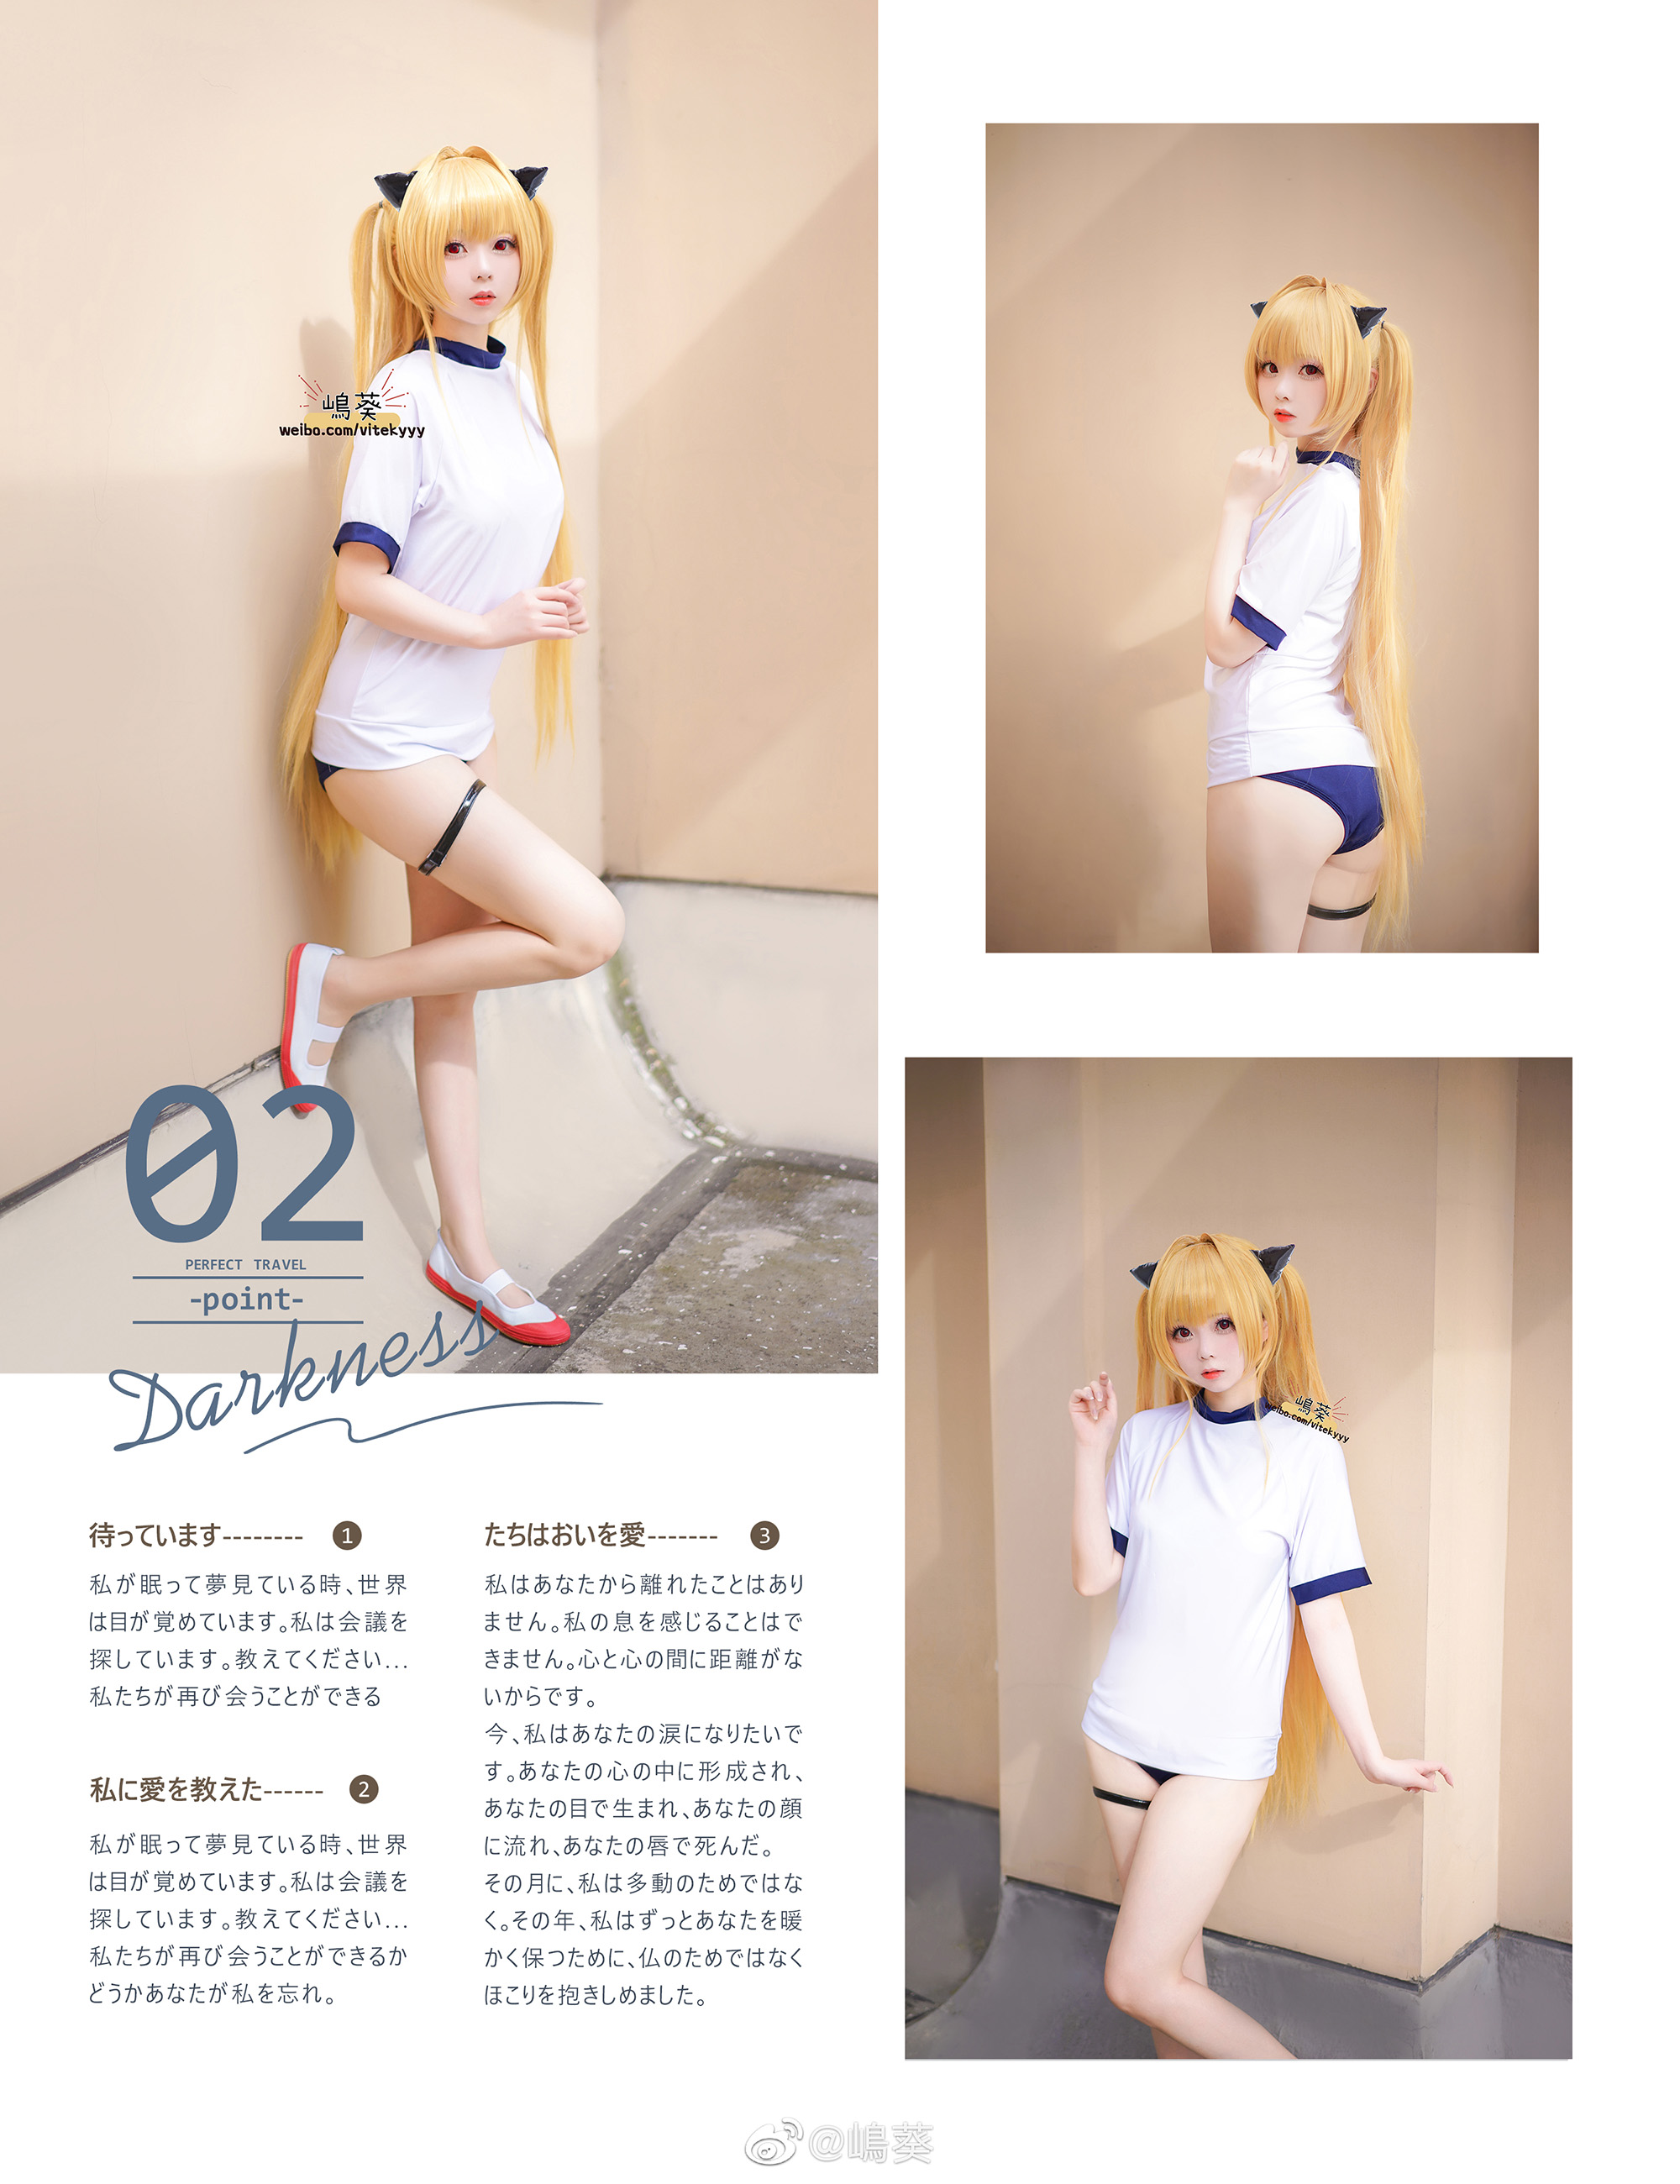 嶋葵
weibo.com/vitekyyy
02
PERFECT TRAVEL
-point-
Darkness
待っています-------- 1
私が眠って夢見ている時、世界
は目が覚めています。私は会議を
探しています。教えてください...
私たちが再び会うことができる
私に愛を教えた------ 2
私が眠って夢見ている時、世界
は目が覚めています。私は会議を
探しています。教えてください...
私たちが再び会うことができるか
どうかあなたが私を忘れ。
たちはおいを愛------- 3
私はあなたから離れたことはあり
ません。私の息を感じることはで
きません。心と心の間に距離がな
いからです。
今、私はあなたの涙になりたいで
す。あなたの心の中に形成され、
あなたの目で生まれ、あなたの顔
に流れ、あなたの唇で死んだ。
その月に、私は多動のためではな
く。その年、私はずっとあなたを暖
かく保つために、仏のためではなく
ほこりを抱きしめました。
嶋葵
weibo.com/vitekyyy
@嶋葵